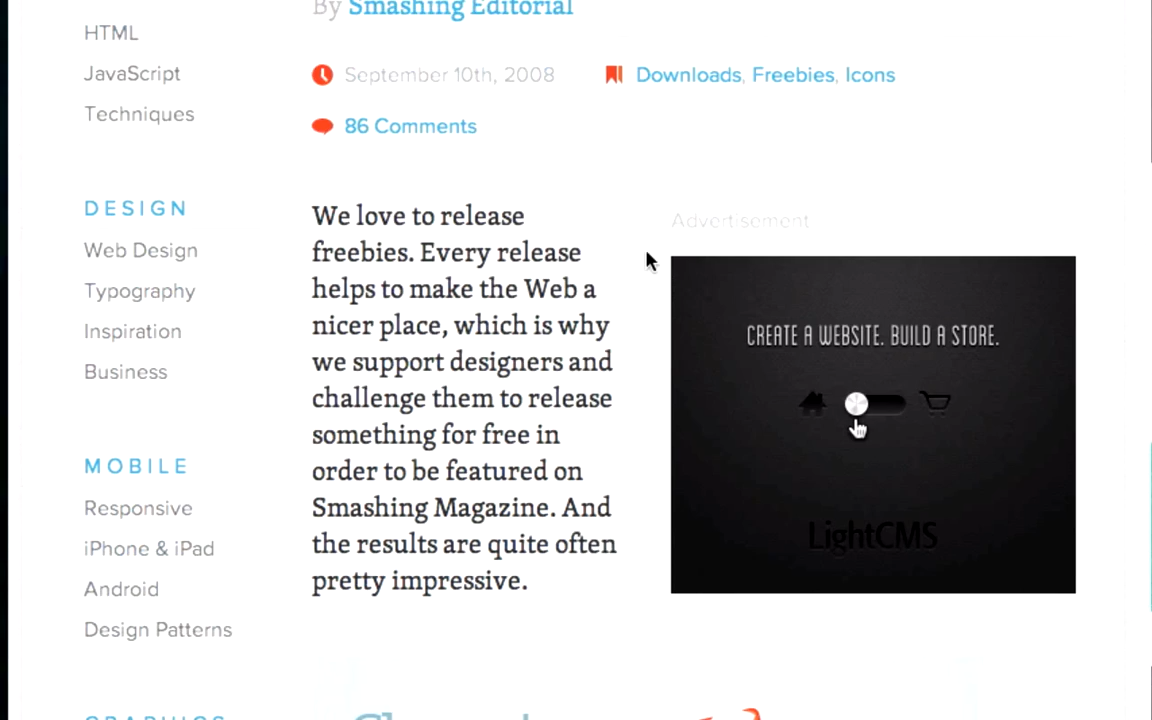 By Smashing Editorial
HTML
JavaScript
Techniques
September 10th, 2008
Downloads, Freebies, Icons
86 Comments
DESIGN
Web Design
Typography
Inspiration
Business
MOBILE
Responsive
iPhone & iPad
Android
Design Patterns
We love to release
freebies. Every release
helps to make the Web a
nicer place, which is why
we support designers and
challenge them to release
something for free in
order to be featured on
Smashing Magazine. And
the results are quite often
pretty impressive.
Advertisement
CREATE A WEBSITE. BUILD A STORE.
LightCMS